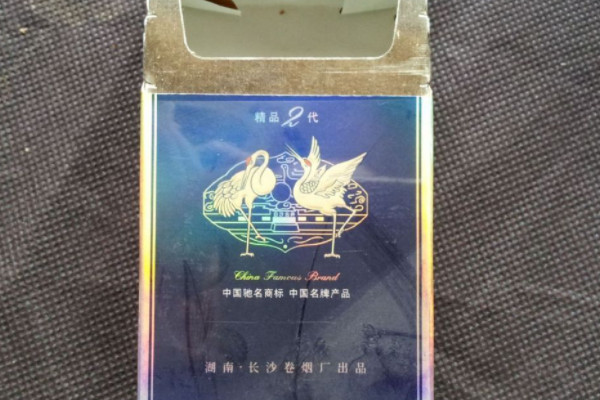 精品2代
China Famous Brand
中国驰名商标 中国名牌产品
湖南·长沙卷烟厂出品